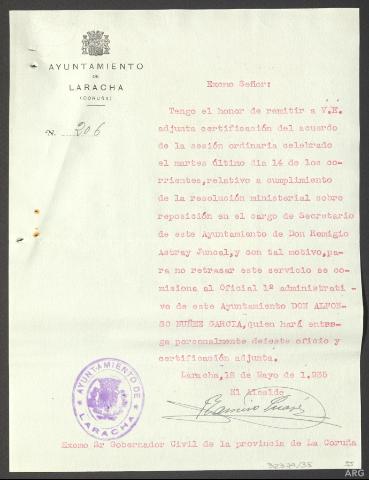 AYUNTAMIENTO
DE
LARACHA
(CORUÑA)
N. 206
Excmo Señor:
Tengo el honor de remitir a V.E.
adjunta certificación del acuerdo
de la sesión ordinaria celebrado
el martes último dia 14 de los co-
rrientes, relativo a cumplimiento
de la resolución ministerial sobre
reposición en el cargo de Secretario
de este Ayuntamiento de Don Remigio
Astray Juncal, y con tal motivo, pa-
ra no retrasar este servicio se co-
misiona al Oficial 1º administrati-
vo de este Ayuntamiento DON ALFON-
SO NUÑEZ GARCIA, quien hará entre-
ga personalmente de este oficio y
certificación adjunta.
Laracha, 18 de Mayo de 1.935
El Alcalde
AYUNTAMIENTO DE
LARACHA
Excmo Sr Gobernador Civil de la provincia de La Coruña
32379/35
ARG